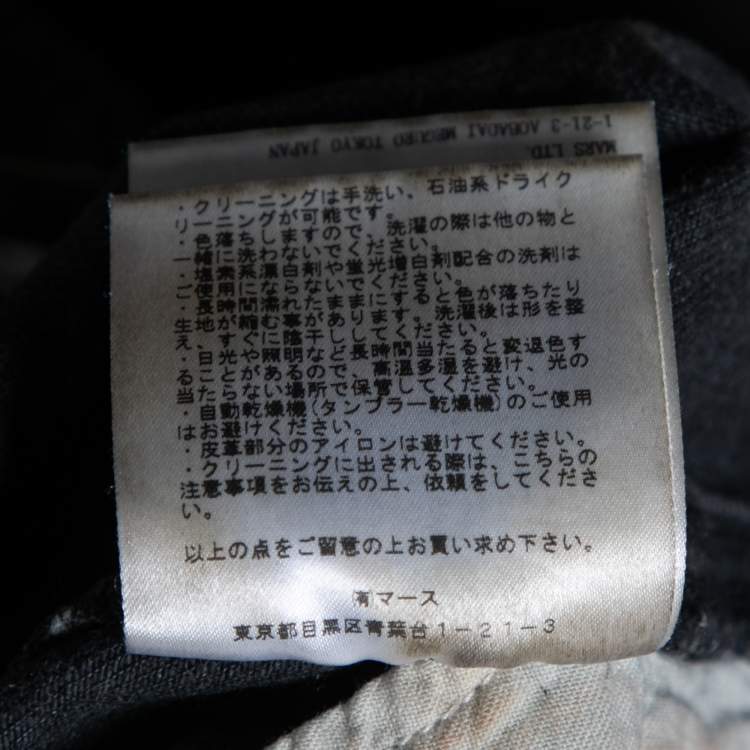 MARS LTD.
1-21-3 AOBADAI MEGURO TOKYO JAPAN
・クリーニングは手洗い、石油系ドライク
リーニングが可能です。
・色落ちしますので、洗濯の際は他の物と
一緒に洗わないでください。
・塩素系漂白剤や蛍光増白剤配合の洗剤は
ご使用にならないでください。
・長時間濡れたままにすると色が落ちたり
生地が縮む事があります。洗濯後は形を整
え、すぐに陰干ししてください。
・日光や照明など長時間当たると変退色す
ることがあるので、高温多湿を避け、光の
当たらない場所で保管してください。
・自動乾燥機(タンブラー乾燥機)のご使用
はお避けください。
・皮革部分のアイロンは避けてください。
・クリーニングに出される際は、こちらの
注意事項をお伝えの上、依頼をしてくださ
い。
以上の点をご留意の上お買い求め下さい。
㈲マース
東京都目黒区青葉台1-21-3